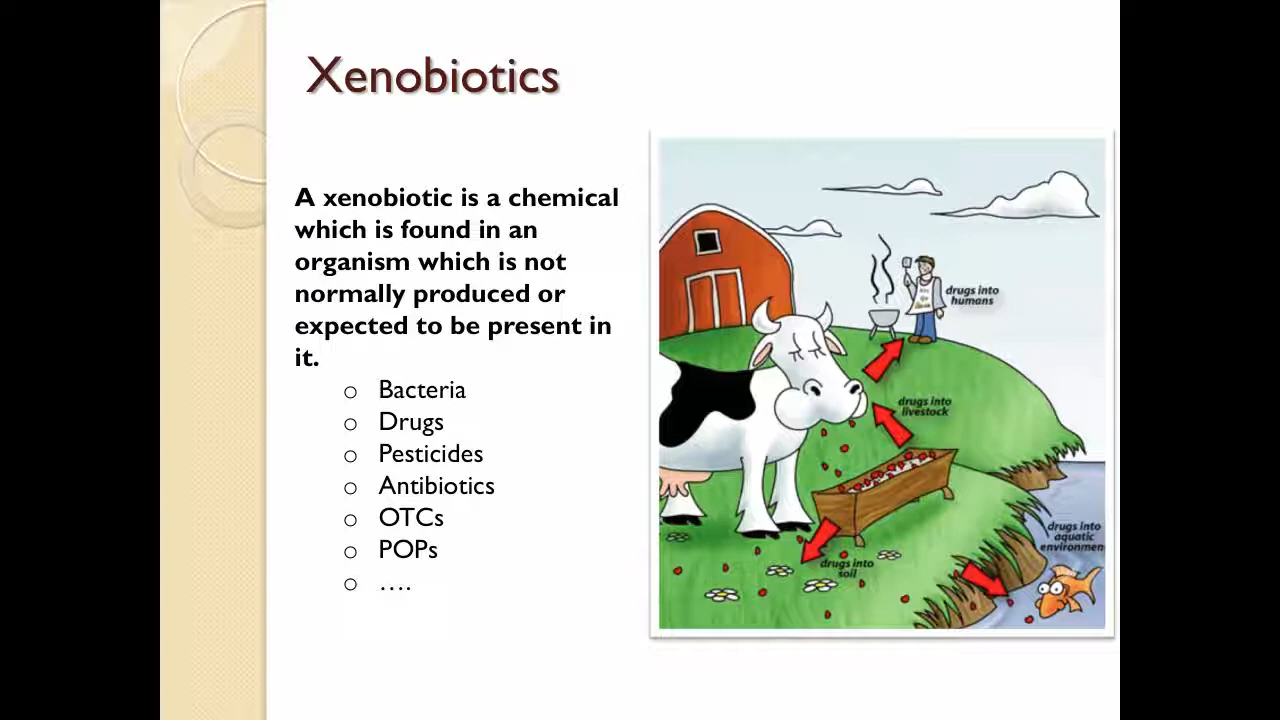 Xenobiotics
A xenobiotic is a chemical
which is found in an
organism which is not
normally produced or
expected to be present in
it.
o Bacteria
o Drugs
o Pesticides
o Antibiotics
o OTCs
o POPs
o ….
drugs into
humans
drugs into
livestock
drugs into
aquatic
environmen
drugs into
soil